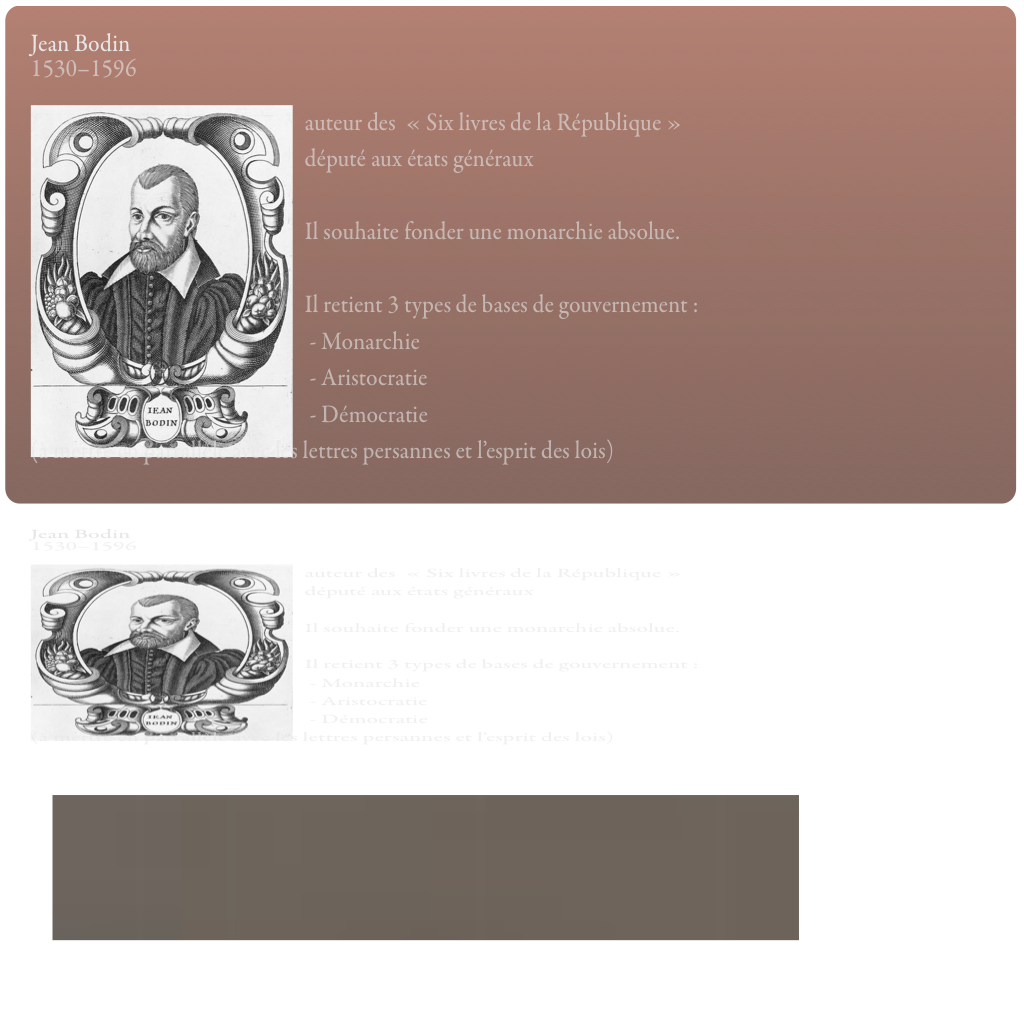 Jean Bodin
1530–1596
auteur des « Six livres de la République »
député aux états généraux
Il souhaite fonder une monarchie absolue.
Il retient 3 types de bases de gouvernement :
- Monarchie
- Aristocratie
- Démocratie
IEAN
BODIN
lettres persannes et l'esprit des lois)
Jean Bodin
1530–1596
auteur des « Six livres de la République »
député aux états généraux
Il souhaite fonder une monarchie absolue.
Il retient 3 types de bases de gouvernement :
- Monarchie
- Aristocratie
- Démocratie
IEAN
BODIN
lettres persannes et l'esprit des lois)